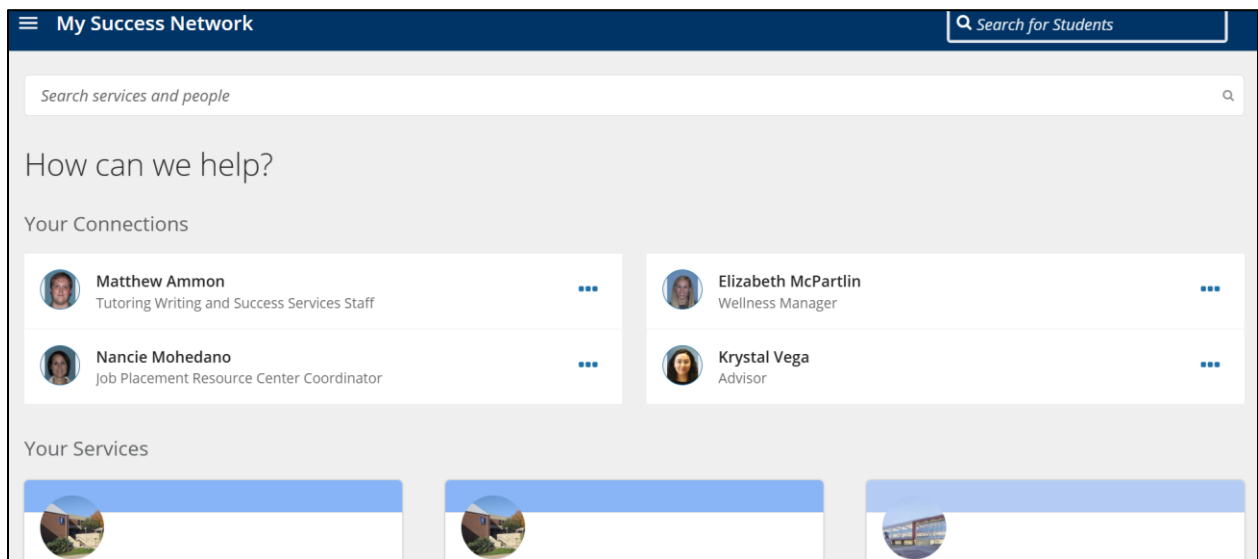 My Success Network
Search for Students
Search services and people
How can we help?
Your Connections
Matthew Ammon
Tutoring Writing and Success Services Staff
Elizabeth McPartlin
Wellness Manager
Nancie Mohedano
Job Placement Resource Center Coordinator
Krystal Vega
Advisor
Your Services